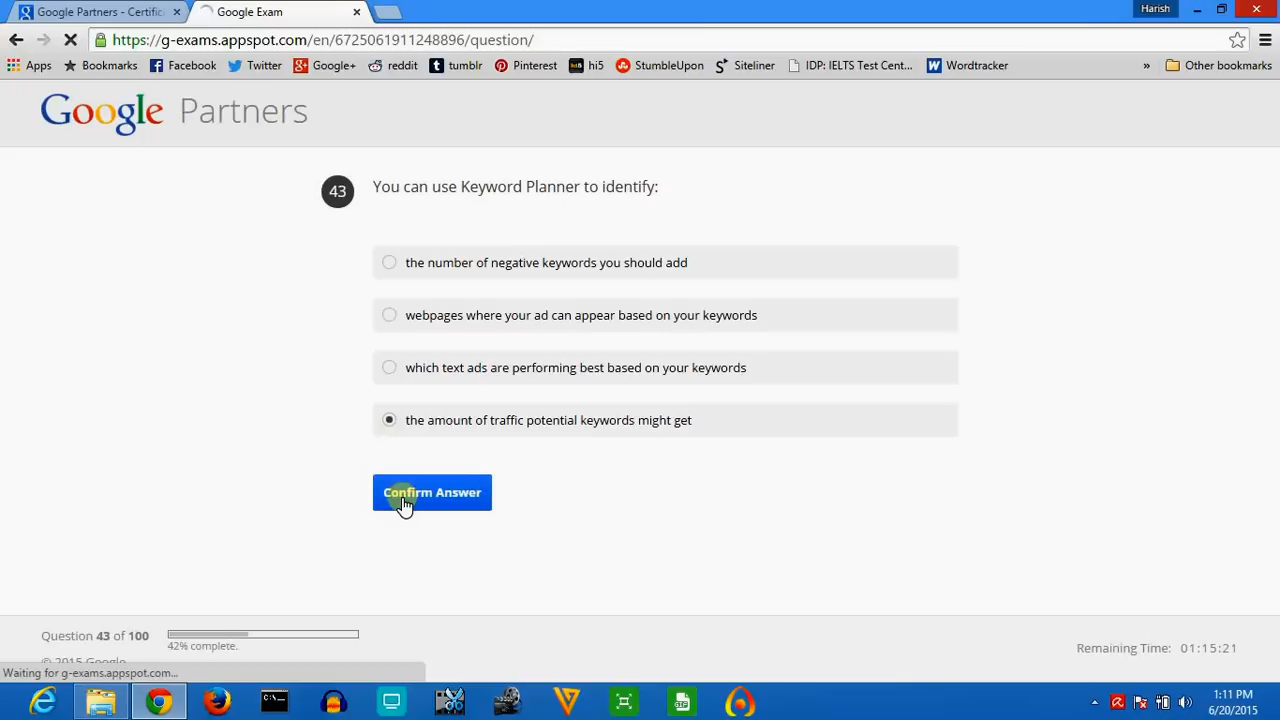 Google Partners - Certific
Google Exam
Harish
https://g-exams.appspot.com/en/6725061911248896/question/
Apps Bookmarks Facebook Twitter Google+ reddit tumblr Pinterest hi5 StumbleUpon Siteliner IDP: IELTS Test Cent... Wordtracker » Other bookmarks
Google Partners
43 You can use Keyword Planner to identify:
the number of negative keywords you should add
webpages where your ad can appear based on your keywords
which text ads are performing best based on your keywords
the amount of traffic potential keywords might get
Confirm Answer
Question 43 of 100
42% complete.
Remaining Time: 01:15:21
© 2015 Google
Waiting for g-exams.appspot.com...
1:11 PM
6/20/2015